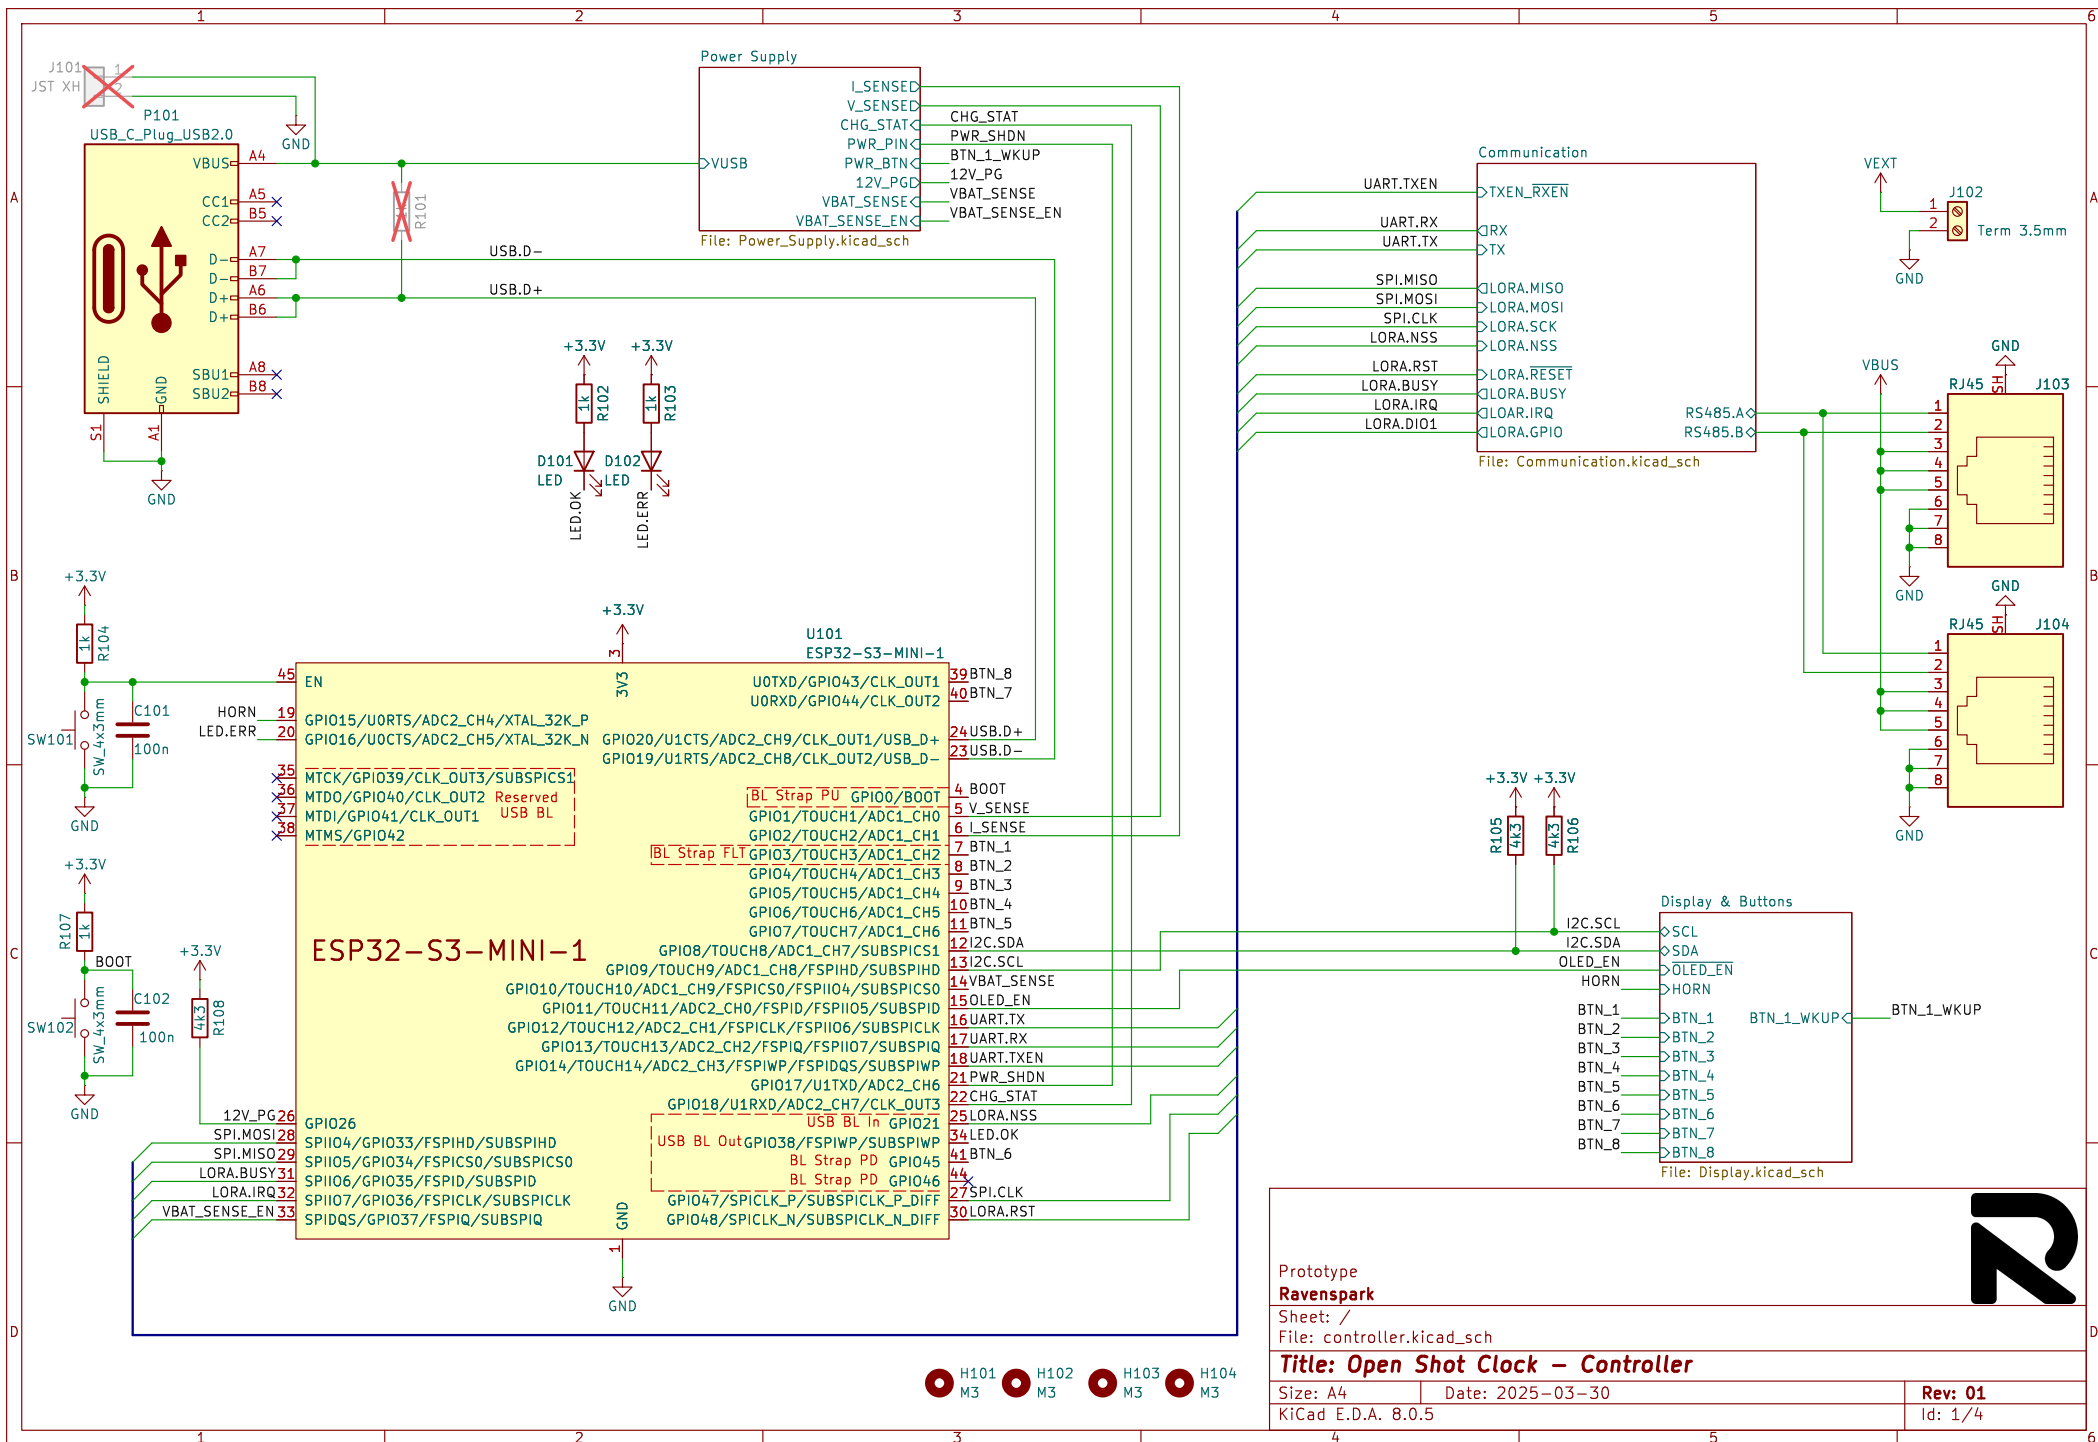 1 2 3 4 5 6
A
B
C
D
A
B
C
D
J101
JST XH
1
2
GND
P101
USB_C_Plug_USB2.0
VBUS A4
CC1 A5
CC2 B5
D- A7
D- B7
D+ A6
D+ B6
SBU1 A8
SBU2 B8
SHIELD
GND
S1
A1
GND
R101
USB.D-
USB.D+
Power Supply
VUSB
I_SENSE
V_SENSE
CHG_STAT
PWR_PIN
PWR_BTN
12V_PG
VBAT_SENSE
VBAT_SENSE_EN
CHG_STAT
PWR_SHDN
BTN_1_WKUP
12V_PG
VBAT_SENSE
VBAT_SENSE_EN
File: Power_Supply.kicad_sch
+3.3V
1k
R102
D101
LED
LED.OK
+3.3V
1k
R103
D102
LED
LED.ERR
Communication
UART.TXEN
UART.RX
UART.TX
SPI.MISO
SPI.MOSI
SPI.CLK
LORA.NSS
LORA.RST
LORA.BUSY
LORA.IRQ
LORA.DIO1
TXEN_RXEN
RX
TX
LORA.MISO
LORA.MOSI
LORA.SCK
LORA.NSS
LORA.RESET
LORA.BUSY
LOAR.IRQ
LORA.GPIO
RS485.A
RS485.B
File: Communication.kicad_sch
VEXT
J102
1
2
Term 3.5mm
GND
GND
VBUS
RJ45 J103
SH
1
2
3
4
5
6
7
8
GND
GND
RJ45 J104
SH
1
2
3
4
5
6
7
8
GND
+3.3V
1k
R104
SW101
SW_4x3mm
C101
100n
GND
+3.3V
R107
1k
BOOT
SW102
SW_4x3mm
C102
100n
GND
+3.3V
4k3
R108
+3.3V
3
3V3
U101
ESP32-S3-MINI-1
45 EN
HORN 19 GPIO15/U0RTS/ADC2_CH4/XTAL_32K_P
LED.ERR 20 GPIO16/U0CTS/ADC2_CH5/XTAL_32K_N
35 MTCK/GPIO39/CLK_OUT3/SUBSPICS1
36 MTDO/GPIO40/CLK_OUT2
37 MTDI/GPIO41/CLK_OUT1
38 MTMS/GPIO42
Reserved
USB BL
ESP32-S3-MINI-1
12V_PG 26 GPIO26
SPI.MOSI 28 SPIIO4/GPIO33/FSPIHD/SUBSPIHD
SPI.MISO 29 SPIIO5/GPIO34/FSPICS0/SUBSPICS0
LORA.BUSY 31 SPIIO6/GPIO35/FSPID/SUBSPID
LORA.IRQ 32 SPIIO7/GPIO36/FSPICLK/SUBSPICLK
VBAT_SENSE_EN 33 SPIDQS/GPIO37/FSPIQ/SUBSPIQ
U0TXD/GPIO43/CLK_OUT1 39 BTN_8
U0RXD/GPIO44/CLK_OUT2 40 BTN_7
GPIO20/U1CTS/ADC2_CH9/CLK_OUT1/USB_D+ 24 USB.D+
GPIO19/U1RTS/ADC2_CH8/CLK_OUT2/USB_D- 23 USB.D-
BL Strap PU GPIO0/BOOT 4 BOOT
GPIO1/TOUCH1/ADC1_CH0 5 V_SENSE
GPIO2/TOUCH2/ADC1_CH1 6 I_SENSE
BL Strap FLT GPIO3/TOUCH3/ADC1_CH2 7 BTN_1
GPIO4/TOUCH4/ADC1_CH3 8 BTN_2
GPIO5/TOUCH5/ADC1_CH4 9 BTN_3
GPIO6/TOUCH6/ADC1_CH5 10 BTN_4
GPIO7/TOUCH7/ADC1_CH6 11 BTN_5
GPIO8/TOUCH8/ADC1_CH7/SUBSPICS1 12 I2C.SDA
GPIO9/TOUCH9/ADC1_CH8/FSPIHD/SUBSPIHD 13 I2C.SCL
GPIO10/TOUCH10/ADC1_CH9/FSPICS0/FSPIIO4/SUBSPICS0 14 VBAT_SENSE
GPIO11/TOUCH11/ADC2_CH0/FSPID/FSPIIO5/SUBSPID 15 OLED_EN
GPIO12/TOUCH12/ADC2_CH1/FSPICLK/FSPIIO6/SUBSPICLK 16 UART.TX
GPIO13/TOUCH13/ADC2_CH2/FSPIQ/FSPIIO7/SUBSPIQ 17 UART.RX
GPIO14/TOUCH14/ADC2_CH3/FSPIWP/FSPIDQS/SUBSPIWP 18 UART.TXEN
GPIO17/U1TXD/ADC2_CH6 21 PWR_SHDN
GPIO18/U1RXD/ADC2_CH7/CLK_OUT3 22 CHG_STAT
USB BL In GPIO21 25 LORA.NSS
USB BL Out GPIO38/FSPIWP/SUBSPIWP 34 LED.OK
BL Strap PD GPIO45 41 BTN_6
BL Strap PD GPIO46 44
GPIO47/SPICLK_P/SUBSPICLK_P_DIFF 27 SPI.CLK
GPIO48/SPICLK_N/SUBSPICLK_N_DIFF 30 LORA.RST
GND
1
GND
+3.3V +3.3V
R105
4k3
4k3
R106
Display & Buttons
I2C.SCL
I2C.SDA
OLED_EN
HORN
BTN_1
BTN_2
BTN_3
BTN_4
BTN_5
BTN_6
BTN_7
BTN_8
SCL
SDA
OLED_EN
HORN
BTN_1
BTN_2
BTN_3
BTN_4
BTN_5
BTN_6
BTN_7
BTN_8
BTN_1_WKUP
BTN_1_WKUP
File: Display.kicad_sch
H101
M3
H102
M3
H103
M3
H104
M3
Prototype
Ravenspark
Sheet: /
File: controller.kicad_sch
Title: Open Shot Clock – Controller
Size: A4 Date: 2025-03-30 Rev: 01
KiCad E.D.A. 8.0.5 Id: 1/4
1 2 3 4 5 6